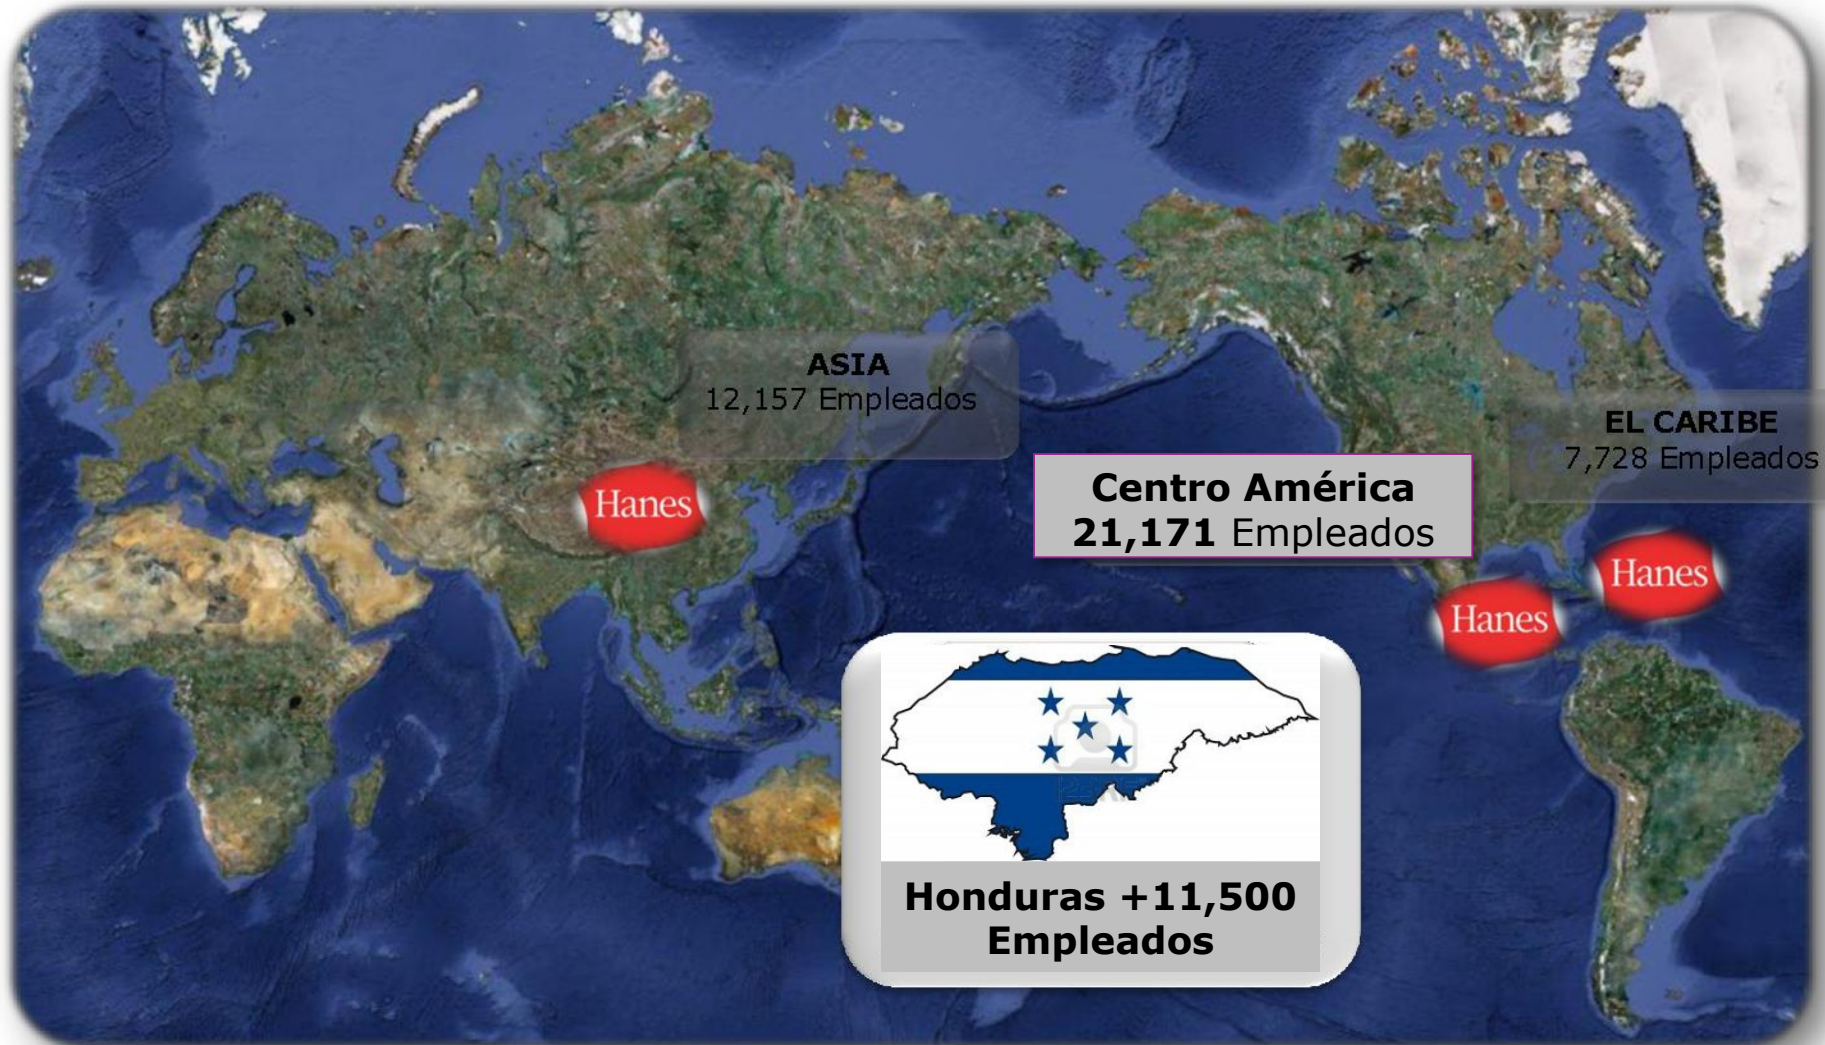 ASIA
12,157 Empleados
EL CARIBE
7,728 Empleados
Centro América
21,171 Empleados
Hanes
Hanes
Hanes
Honduras +11,500
Empleados